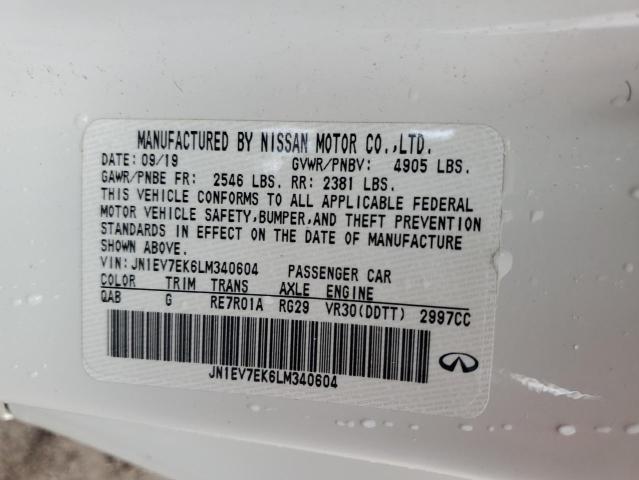 MANUFACTURED BY NISSAN MOTOR CO.,LTD.
DATE: 09/19 GVWR/PNBV: 4905 LBS.
GAWR/PNBE FR: 2546 LBS. RR: 2381 LBS.
THIS VEHICLE CONFORMS TO ALL APPLICABLE FEDERAL
MOTOR VEHICLE SAFETY,BUMPER,AND THEFT PREVENTION
STANDARDS IN EFFECT ON THE DATE OF MANUFACTURE
SHOWN ABOVE.
VIN: JN1EV7EK6LM340604 PASSENGER CAR
COLOR TRIM TRANS AXLE ENGINE
QAB G RE7R01A RG29 VR30(DDTT) 2997CC
JN1EV7EK6LM340604